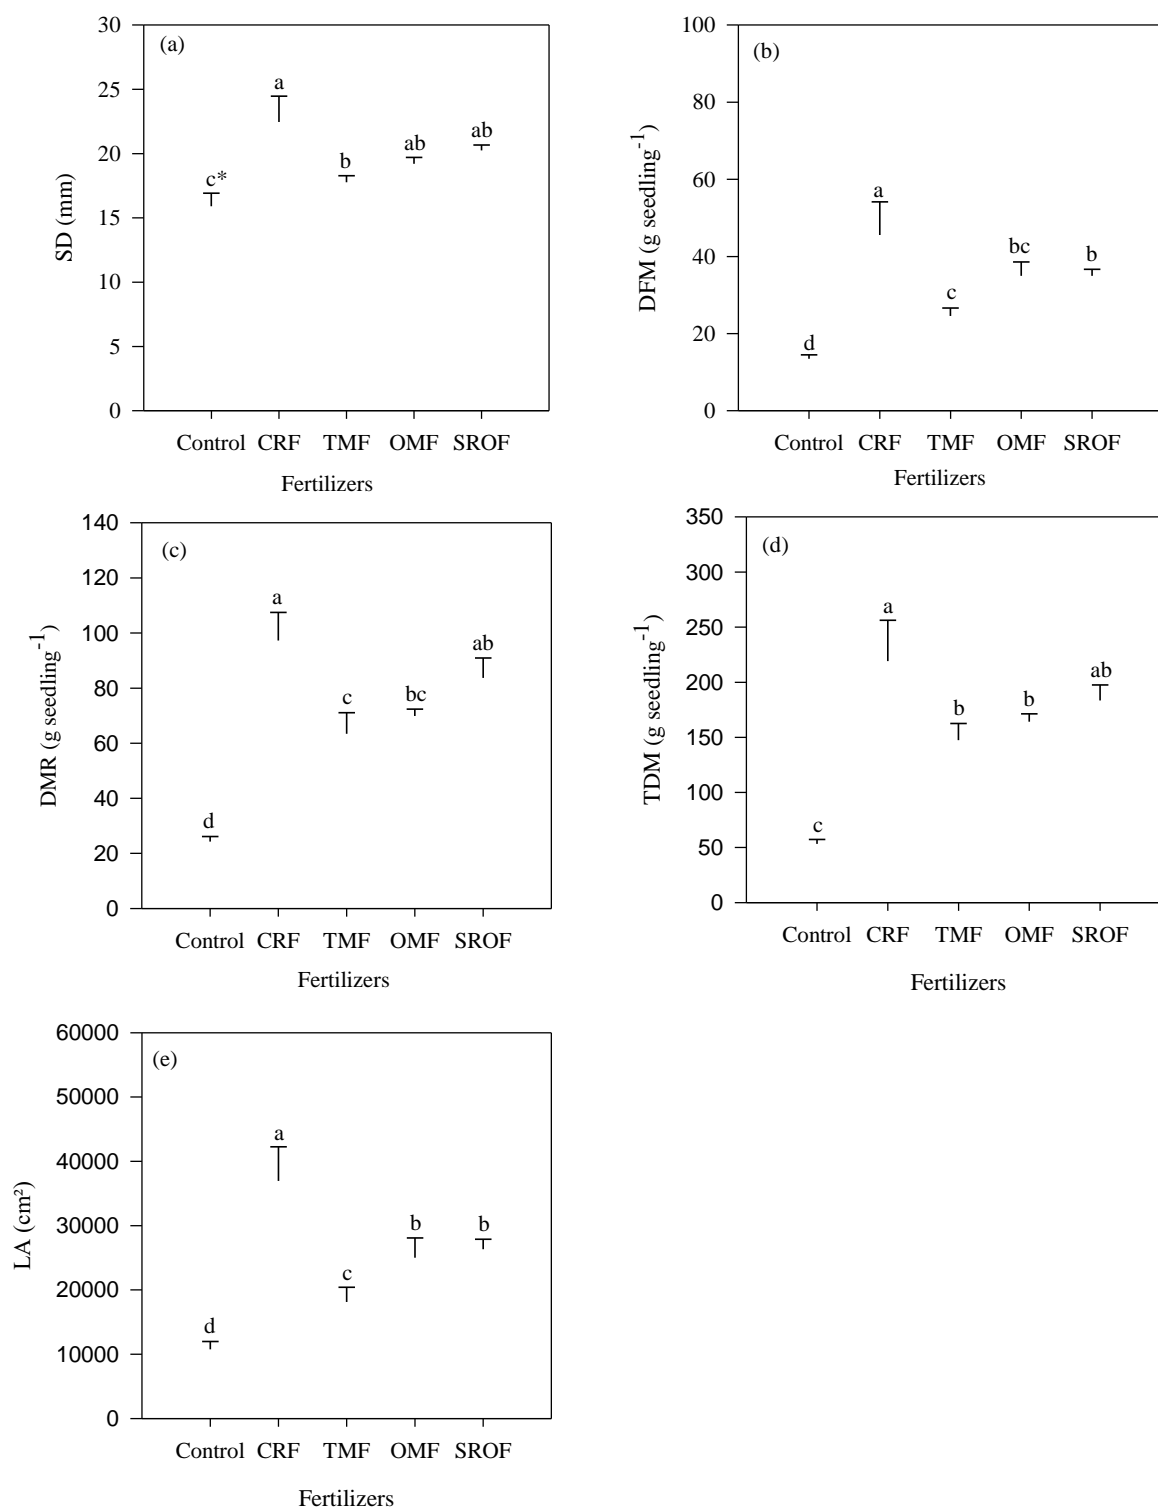 (a)
30
25
20
15
10
5
0
SD (mm)
c*
a
b
ab
ab
Control CRF TMF OMF SROF
Fertilizers
(b)
100
80
60
40
20
0
DFM (g seedling-1)
d
a
c
bc
b
Control CRF TMF OMF SROF
Fertilizers
(c)
140
120
100
80
60
40
20
0
DMR (g seedling-1)
d
a
c
bc
ab
Control CRF TMF OMF SROF
Fertilizers
(d)
350
300
250
200
150
100
50
0
TDM (g seedling-1)
c
a
b
b
ab
Control CRF TMF OMF SROF
Fertilizers
(e)
60000
50000
40000
30000
20000
10000
0
LA (cm²)
d
a
c
b
b
Control CRF TMF OMF SROF
Fertilizers